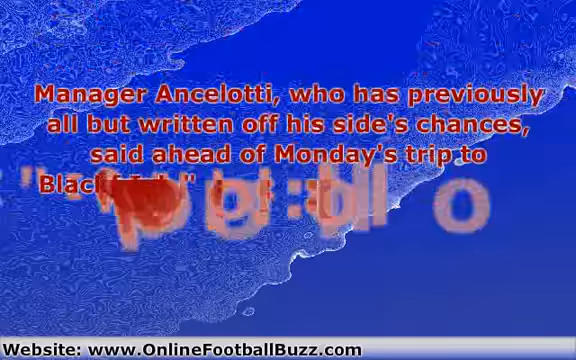 Manager Ancelotti, who has previously
all but written off his side's chances,
said ahead of Monday's trip to
Website: www.OnlineFootballBuzz.com